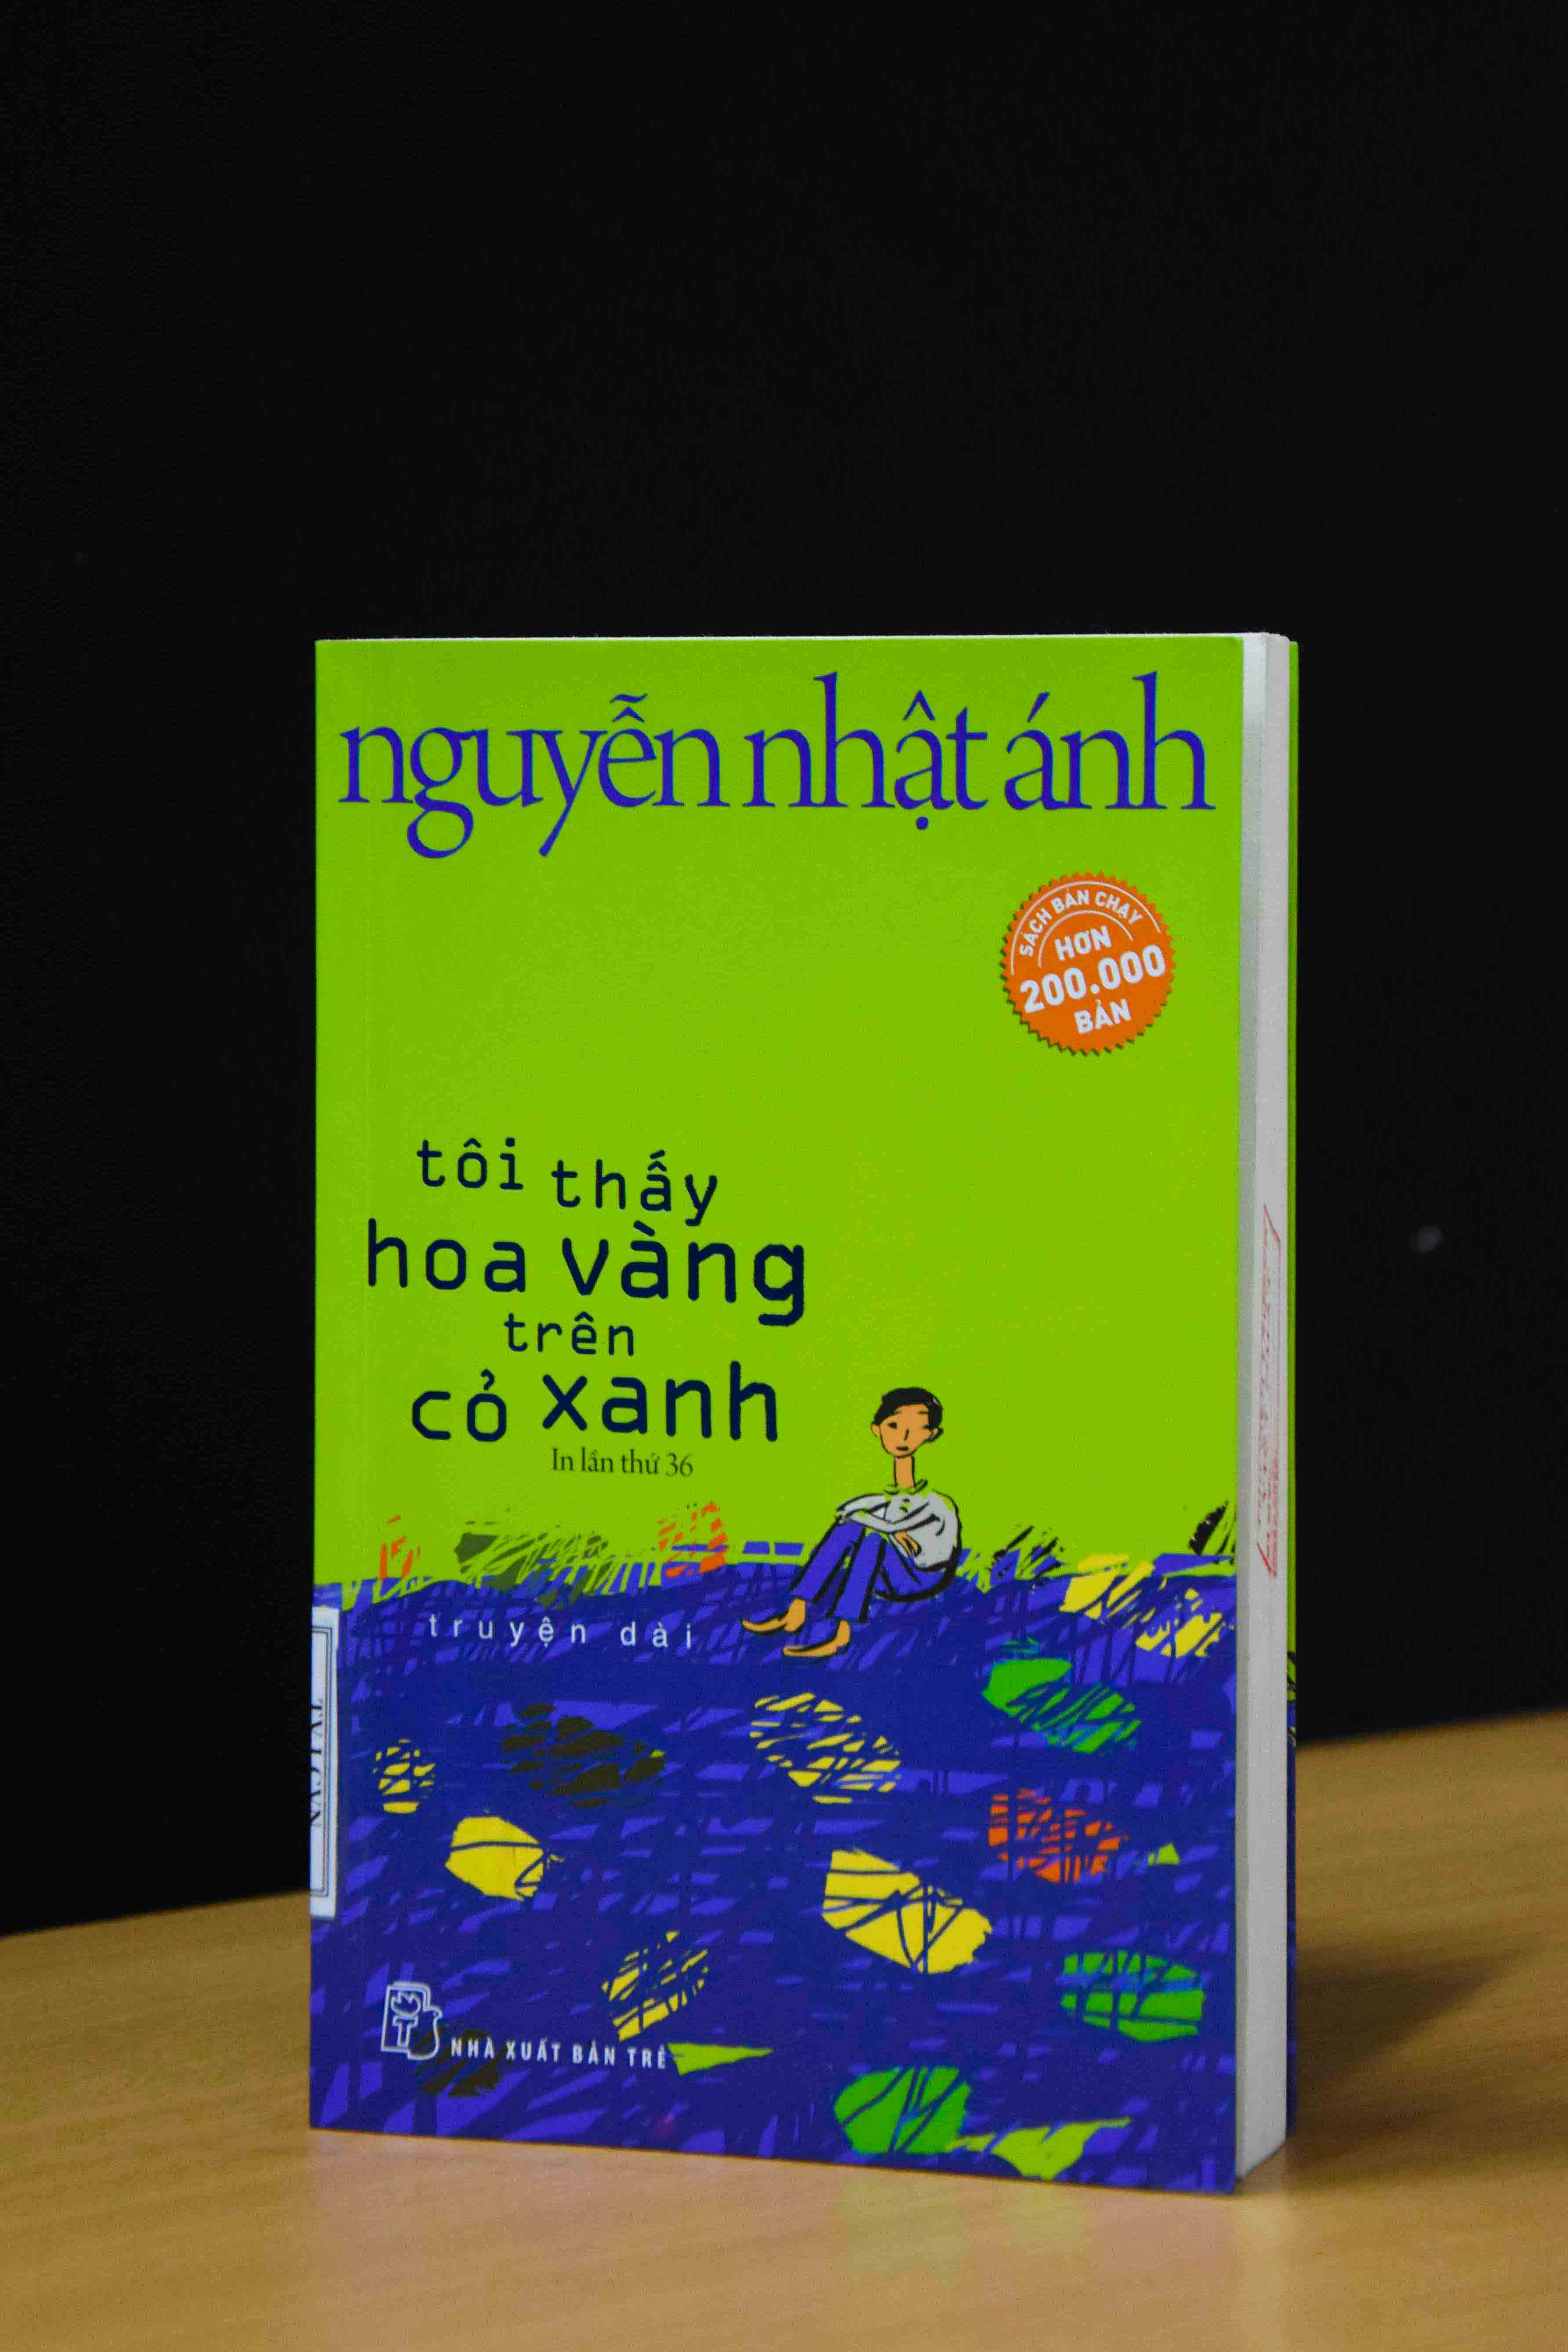 nguyễn nhật ánh
SÁCH BÁN CHẠY
HƠN
200.000
BẢN
tôi thấy
hoa vàng
trên
cỏ xanh
In lần thứ 36
truyện dài
NHÀ XUẤT BẢN TRẺ